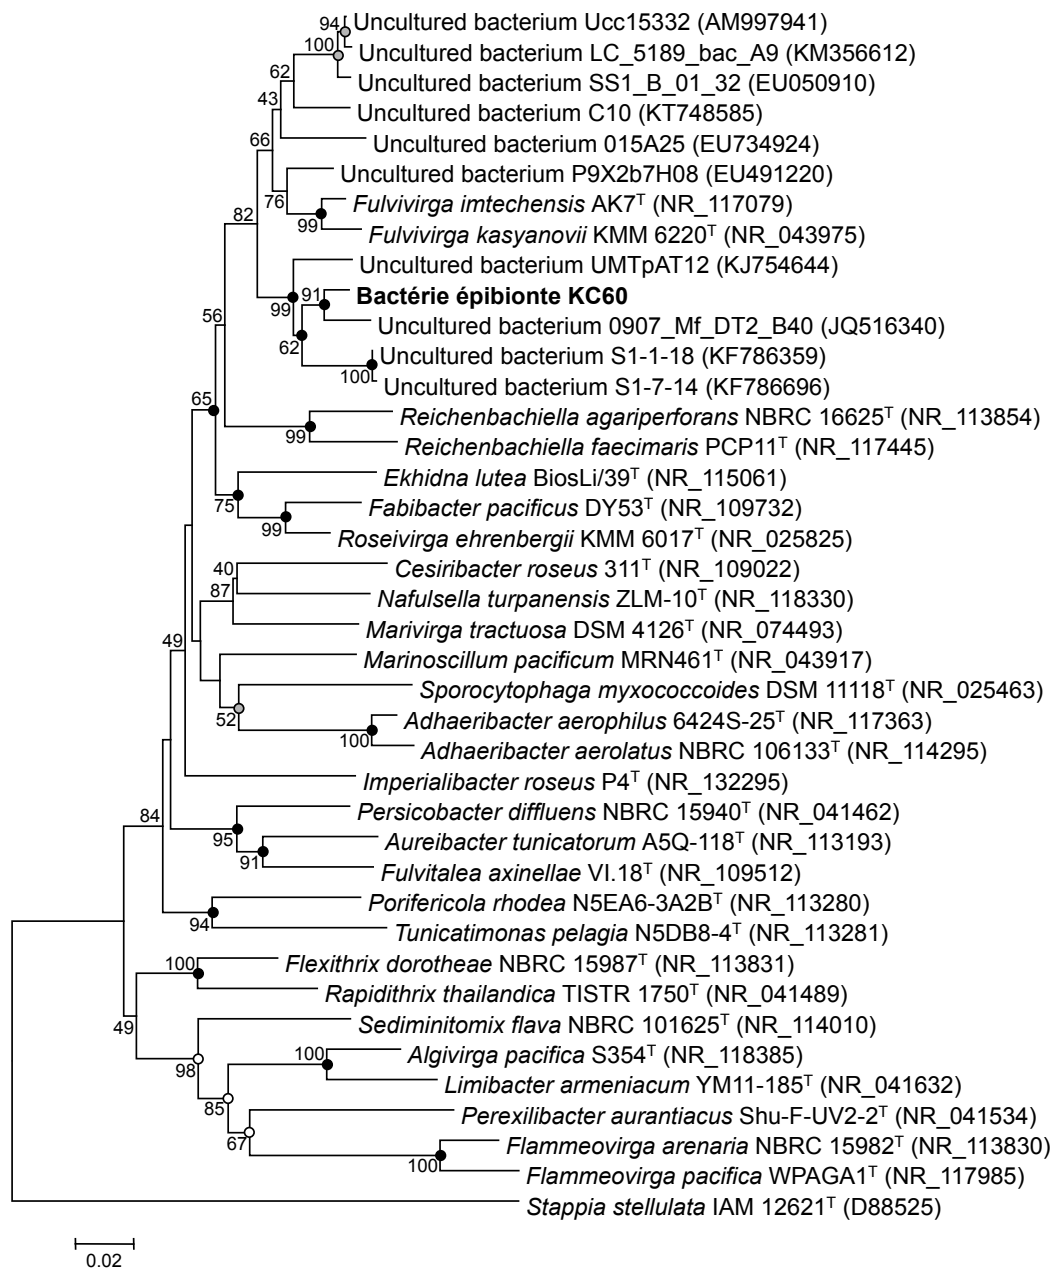 94 Uncultured bacterium Ucc15332 (AM997941)
100 Uncultured bacterium LC_5189_bac_A9 (KM356612)
62 Uncultured bacterium SS1_B_01_32 (EU050910)
43 Uncultured bacterium C10 (KT748585)
66 Uncultured bacterium 015A25 (EU734924)
Uncultured bacterium P9X2b7H08 (EU491220)
76 Fulvivirga imtechensis AK7ᵀ (NR_117079)
82 99 Fulvivirga kasyanovii KMM 6220ᵀ (NR_043975)
Uncultured bacterium UMTpAT12 (KJ754644)
99 91 Bactérie épibionte KC60
56 Uncultured bacterium 0907_Mf_DT2_B40 (JQ516340)
62 Uncultured bacterium S1-1-18 (KF786359)
100 Uncultured bacterium S1-7-14 (KF786696)
65 Reichenbachiella agariperforans NBRC 16625ᵀ (NR_113854)
99 Reichenbachiella faecimaris PCP11ᵀ (NR_117445)
Ekhidna lutea BiosLi/39ᵀ (NR_115061)
75 Fabibacter pacificus DY53ᵀ (NR_109732)
99 Roseivirga ehrenbergii KMM 6017ᵀ (NR_025825)
40 Cesiribacter roseus 311ᵀ (NR_109022)
87 Nafulsella turpanensis ZLM-10ᵀ (NR_118330)
Marivirga tractuosa DSM 4126ᵀ (NR_074493)
49 Marinoscillum pacificum MRN461ᵀ (NR_043917)
Sporocytophaga myxococcoides DSM 11118ᵀ (NR_025463)
52 Adhaeribacter aerophilus 6424S-25ᵀ (NR_117363)
100 Adhaeribacter aerolatus NBRC 106133ᵀ (NR_114295)
Imperialibacter roseus P4ᵀ (NR_132295)
84 Persicobacter diffluens NBRC 15940ᵀ (NR_041462)
95 Aureibacter tunicatorum A5Q-118ᵀ (NR_113193)
91 Fulvitalea axinellae VI.18ᵀ (NR_109512)
Porifericola rhodea N5EA6-3A2Bᵀ (NR_113280)
94 Tunicatimonas pelagia N5DB8-4ᵀ (NR_113281)
100 Flexithrix dorotheae NBRC 15987ᵀ (NR_113831)
Rapidithrix thailandica TISTR 1750ᵀ (NR_041489)
49 Sediminitomix flava NBRC 101625ᵀ (NR_114010)
98 100 Algivirga pacifica S354ᵀ (NR_118385)
Limibacter armeniacum YM11-185ᵀ (NR_041632)
85 Perexilibacter aurantiacus Shu-F-UV2-2ᵀ (NR_041534)
67 Flammeovirga arenaria NBRC 15982ᵀ (NR_113830)
100 Flammeovirga pacifica WPAGA1ᵀ (NR_117985)
Stappia stellulata IAM 12621ᵀ (D88525)
0.02